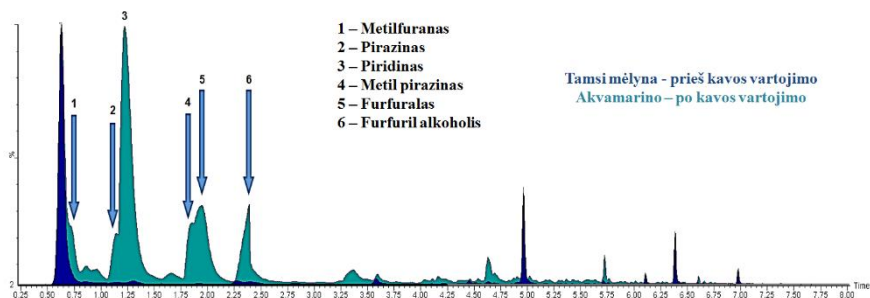 3
1
2
4
5
6
1 – Metilfuranas
2 – Pirazinas
3 – Piridinas
4 – Metil pirazinas
5 – Furfuralas
6 – Furfuril alkoholis
Tamsi mėlyna - prieš kavos vartojimo
Akvamarino – po kavos vartojimo
%
2
0.25 0.50 0.75 1.00 1.25 1.50 1.75 2.00 2.25 2.50 2.75 3.00 3.25 3.50 3.75 4.00 4.25 4.50 4.75 5.00 5.25 5.50 5.75 6.00 6.25 6.50 6.75 7.00 7.25 7.50 7.75 8.00 Time